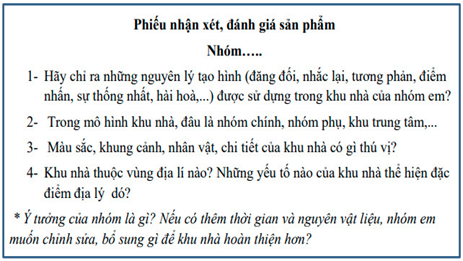 Phiếu nhận xét, đánh giá sản phẩm
Nhóm.....
1- Hãy chỉ ra những nguyên lý tạo hình (đăng đối, nhắc lại, tương phản, điểm
nhấn, sự thống nhất, hài hoà,...) được sử dụng trong khu nhà của nhóm em?
2- Trong mô hình khu nhà, đâu là nhóm chính, nhóm phụ, khu trung tâm,...
3- Màu sắc, khung cảnh, nhân vật, chi tiết của khu nhà có gì thú vị?
4- Khu nhà thuộc vùng địa lí nào? Những yếu tố nào của khu nhà thể hiện đặc
điểm địa lý dó?
* Ý tưởng của nhóm là gì? Nếu có thêm thời gian và nguyên vật liệu, nhóm em
muốn chỉnh sửa, bổ sung gì để khu nhà hoàn thiện hơn?